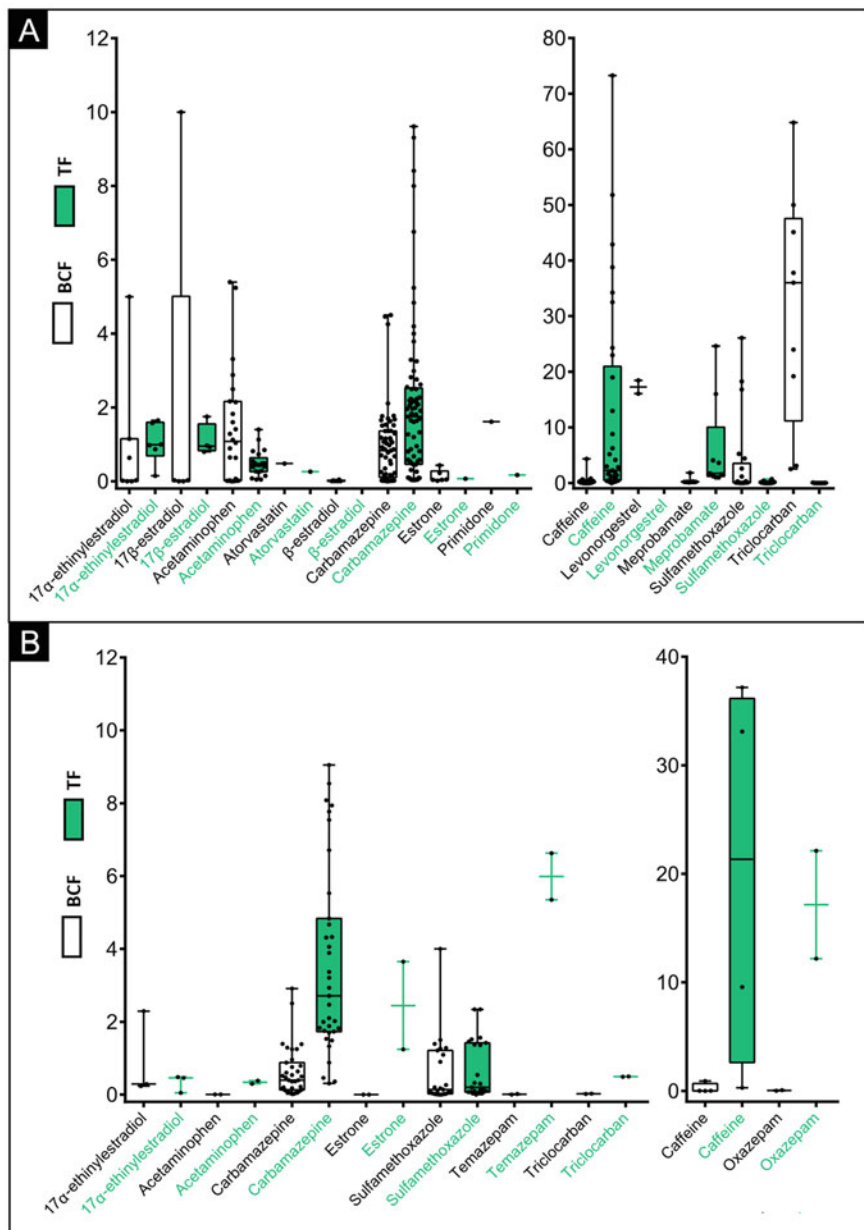 A
12
10
8
6
4
2
0
TF
BCF
17α-ethinylestradiol
17α-ethinylestradiol
17β-estradiol
17β-estradiol
Acetaminophen
Acetaminophen
Atorvastatin
Atorvastatin
β-estradiol
β-estradiol
Carbamazepine
Carbamazepine
Estrone
Estrone
Primidone
Primidone
80
70
60
50
40
30
20
10
0
Caffeine
Caffeine
Levonorgestrel
Levonorgestrel
Meprobamate
Meprobamate
Sulfamethoxazole
Sulfamethoxazole
Triclocarban
Triclocarban
B
12
10
8
6
4
2
0
TF
BCF
17α-ethinylestradiol
17α-ethinylestradiol
Acetaminophen
Acetaminophen
Carbamazepine
Carbamazepine
Estrone
Estrone
Sulfamethoxazole
Sulfamethoxazole
Temazepam
Temazepam
Triclocarban
Triclocarban
40
30
20
10
0
Caffeine
Caffeine
Oxazepam
Oxazepam